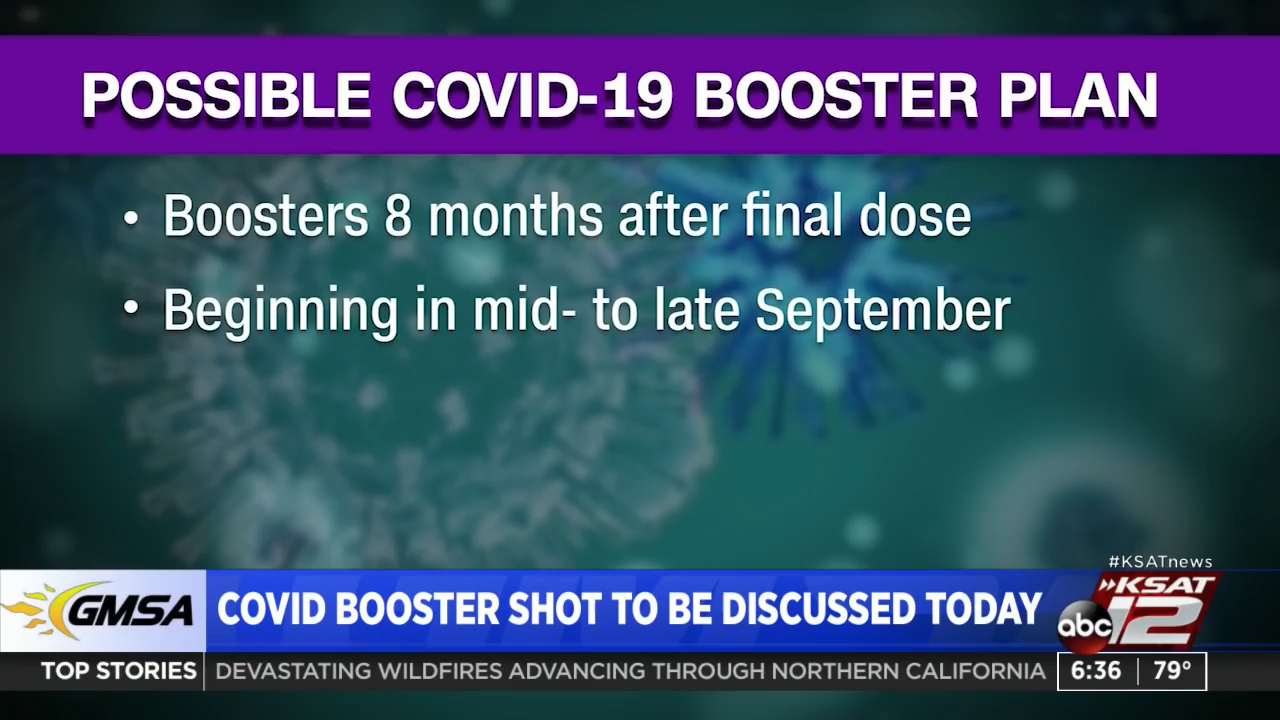 POSSIBLE COVID-19 BOOSTER PLAN
• Boosters 8 months after final dose
• Beginning in mid- to late September
#KSATnews
GMSA
COVID BOOSTER SHOT TO BE DISCUSSED TODAY
abc
KSAT
12
TOP STORIES
DEVASTATING WILDFIRES ADVANCING THROUGH NORTHERN CALIFORNIA
6:36
79°